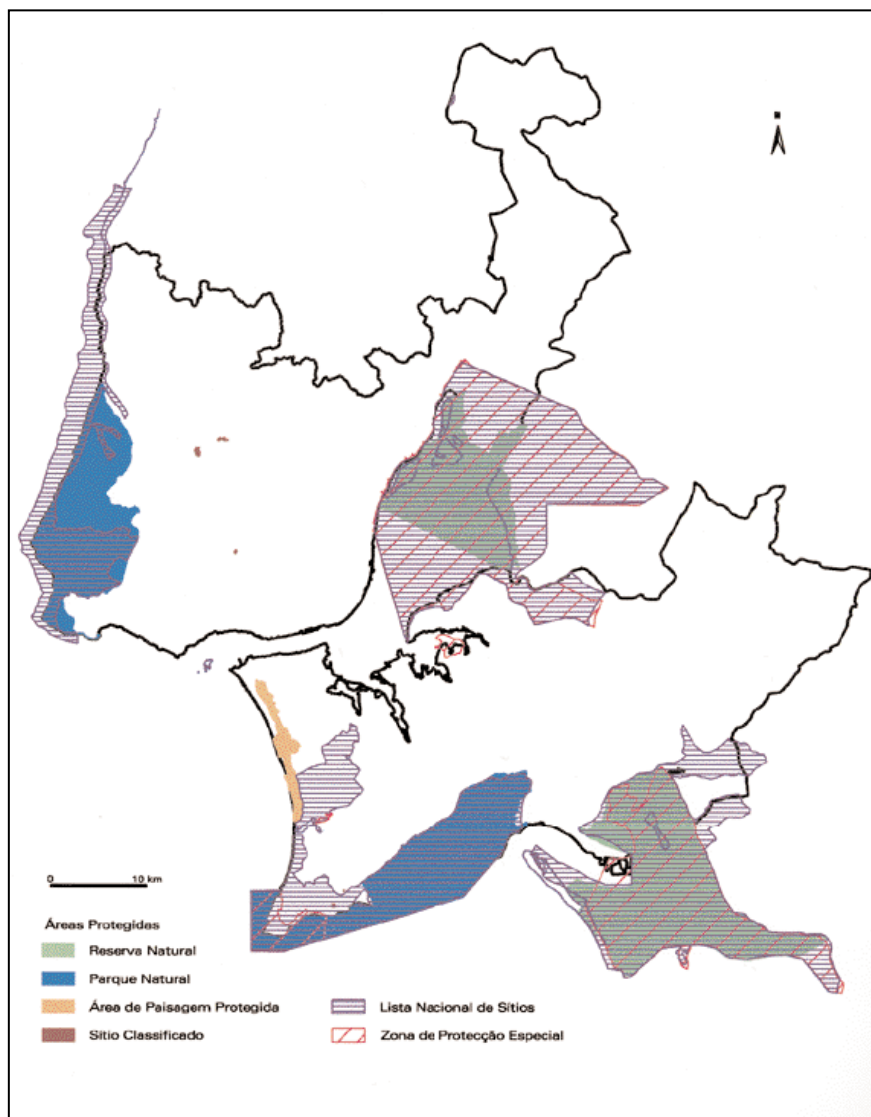 0 10 km
Áreas Protegidas
Reserva Natural
Parque Natural
Área de Paisagem Protegida
Sítio Classificado
Lista Nacional de Sítios
Zona de Protecção Especial